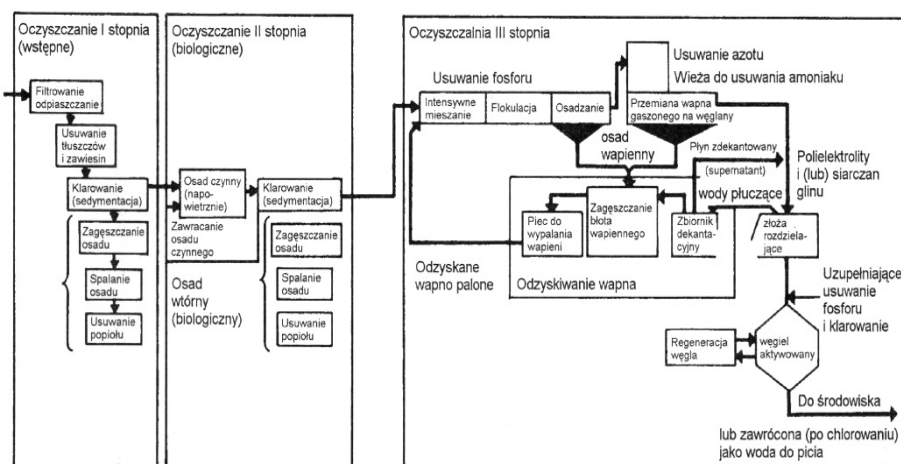 Oczyszczanie I stopnia
(wstępne)
Filtrowanie
odpiaszczanie
Usuwanie
tłuszczów
i zawiesin
Klarowanie
(sedymentacja)
Zagęszczanie
osadu
Spalanie
osadu
Usuwanie
popiołu
Oczyszczanie II stopnia
(biologiczne)
Osad czynny
(napo-
wietrznie)
Klarowanie
(sedymentacja)
Zawracanie
osadu
czynnego
Osad
wtórny
(biologiczny)
Zagęszczanie
osadu
Spalanie
osadu
Usuwanie
popiołu
Oczyszczalnia III stopnia
Usuwanie fosforu
Intensywne
mieszanie
Flokulacja
Osadzanie
Usuwanie azotu
Wieża do usuwania amoniaku
Przemiana wapna
gaszonego na węglany
osad
wapienny
Płyn zdekantowany
(supernatant)
Polielektrolity
i (lub) siarczan
glinu
wody płuczące
Piec do
wypalania
wapieni
Zagęszczanie
błota
wapiennego
Zbiornik
dekanta-
cyjny
złoża
rozdziela-
jące
Odzyskane
wapno palone
Odzyskiwanie wapna
Uzupełniające
usuwanie
fosforu
i klarowanie
Regeneracja
węgla
węgiel
aktywowany
Do środowiska
lub zawrócona (po chlorowaniu)
jako woda do picia